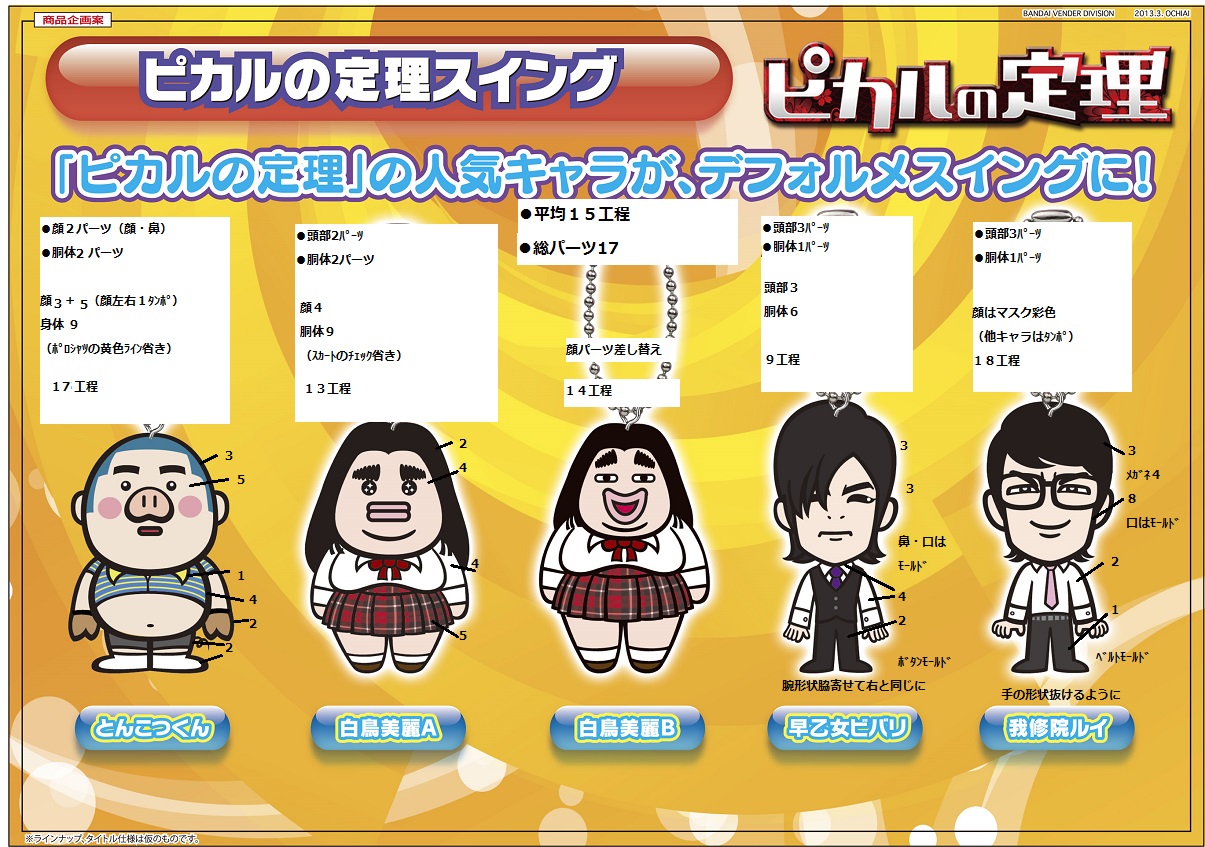 商品企画案
BANDAI VENDER DIVISION 2013.3. OCHIAI
ピカルの定理スイング
ピカルの定理
「ピカルの定理」の人気キャラが、デフォルメスイングに!
●顔2パーツ(顔・鼻)
●胴体2 パーツ
顔3+ 5(顔左右1ﾀﾝﾎﾟ)
身体 9
(ﾎﾟﾛｼｬﾂの黄色ﾗｲﾝ省き)
17 工程
3
5
1
4
2
2
とんこつくん
●頭部2ﾊﾟｰﾂ
●胴体2パーツ
顔4
胴体9
(ｽｶｰﾄのﾁｪｯｸ省き)
13工程
2
4
4
5
白鳥美麗A
●平均15工程
●総パーツ17
顔パーツ差し替え
14工程
白鳥美麗B
●頭部3ﾊﾟｰﾂ
●胴体1ﾊﾟｰﾂ
頭部3
胴体6
9工程
3
3
鼻・口は
ﾓｰﾙﾄﾞ
4
2
ﾎﾞﾀﾝﾓｰﾙﾄﾞ
腕形状脇寄せて右と同じに
早乙女ビバリ
●頭部3ﾊﾟｰﾂ
●胴体1ﾊﾟｰﾂ
顔はマスク彩色
(他キャラはﾀﾝﾎﾟ)
18工程
3
ﾒｶﾞﾈ4
8
口はﾓｰﾙﾄﾞ
2
1
ﾍﾞﾙﾄﾓｰﾙﾄﾞ
手の形状抜けるように
我修院ルイ
※ラインナップ、タイトル仕様は仮のものです。